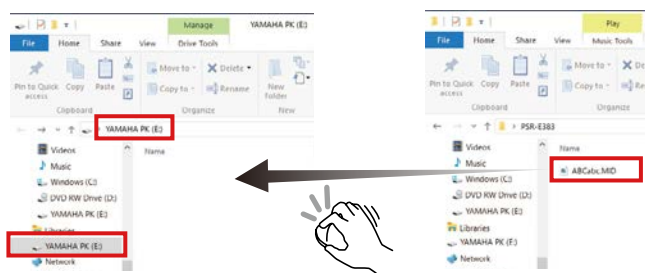 Manage YAMAHA PK (E:)
File Home Share View Drive Tools
Pin to Quick access
Copy
Paste
Move to
Copy to
Delete
Rename
New folder
Clipboard Organize New
YAMAHA PK (E:)
Name
Videos
Music
Windows (C:)
DVD RW Drive (D:)
YAMAHA PK (E:)
Libraries
YAMAHA PK (E:)
Network
Play
File Home Share View Music Tools
Pin to Quick access
Copy
Paste
Move to
Copy to
De
Re
Clipboard Organize
PSR-E383
Name
ABCabc.MID
Videos
Music
Windows (C:)
DVD RW Drive (D:)
YAMAHA PK (E:)
Libraries
YAMAHA PK (E:)
Network